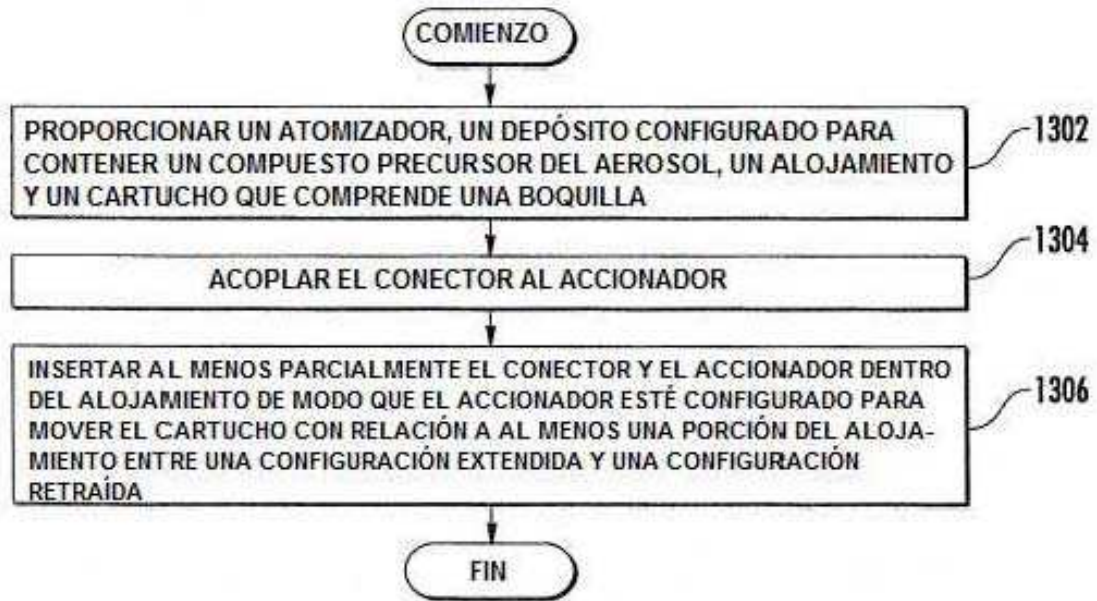 COMIENZO
PROPORCIONAR UN ATOMIZADOR, UN DEPÓSITO CONFIGURADO PARA
CONTENER UN COMPUESTO PRECURSOR DEL AEROSOL, UN ALOJAMIENTO
Y UN CARTUCHO QUE COMPRENDE UNA BOQUILLA
1302
ACOPLAR EL CONECTOR AL ACCIONADOR
1304
INSERTAR AL MENOS PARCIALMENTE EL CONECTOR Y EL ACCIONADOR DENTRO
DEL ALOJAMIENTO DE MODO QUE EL ACCIONADOR ESTÉ CONFIGURADO PARA
MOVER EL CARTUCHO CON RELACIÓN A AL MENOS UNA PORCIÓN DEL ALOJA-
MIENTO ENTRE UNA CONFIGURACIÓN EXTENDIDA Y UNA CONFIGURACIÓN
RETRAÍDA
1306
FIN